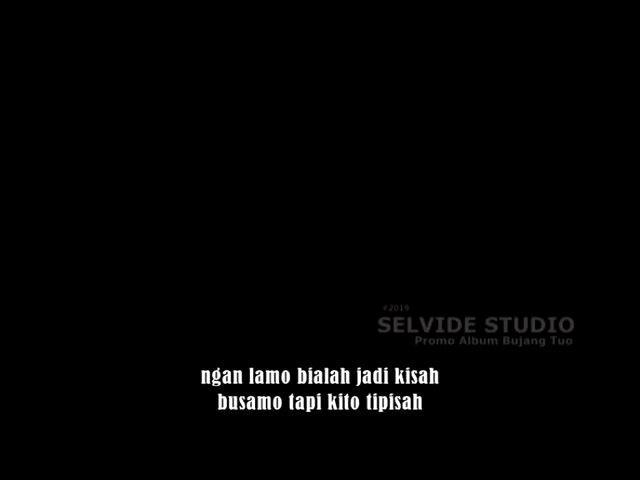 #2019
SELVIDE STUDIO
Promo Album Bujang Tuo
ngan lamo bialah jadi kisah
busamo tapi kito tipisah